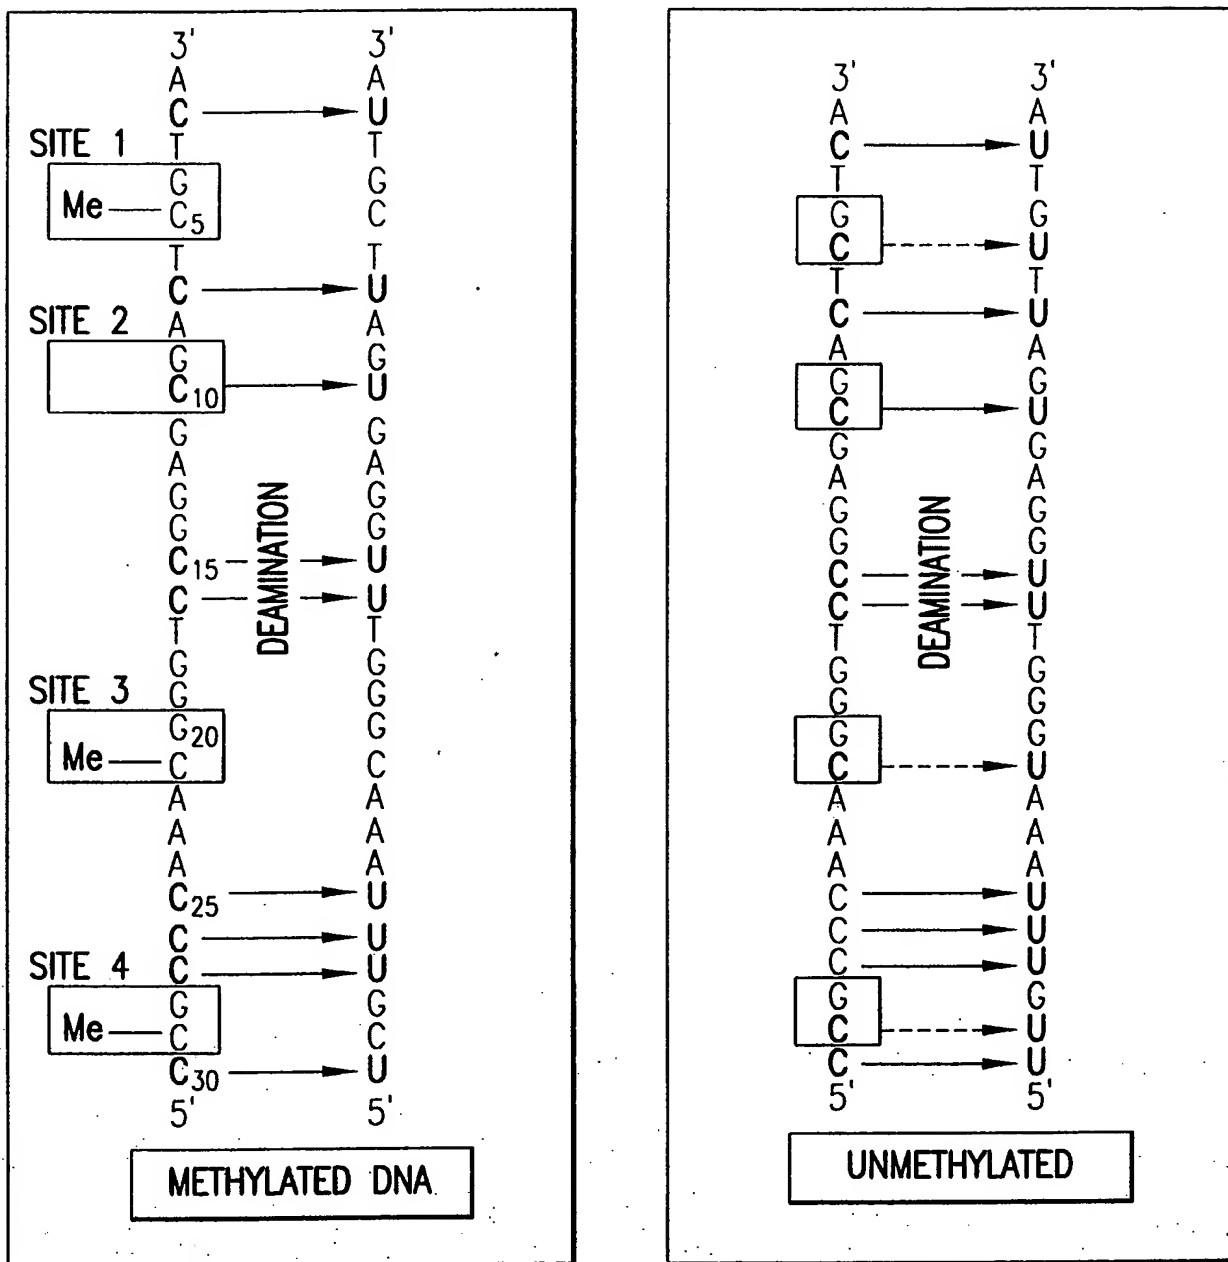 3' 3'
A A
C U
SITE 1 T T
G G
Me C5 C
T T
C U
SITE 2 A A
G G
C10 U
G G
A A
G G
G G
C15 U
C U
DEAMINATION
T T
G G
SITE 3 G G
G20 G
Me C C
A A
A A
A A
C25 U
C U
SITE 4 C U
G G
Me C C
C30 U
5' 5'
METHYLATED DNA
3' 3'
A A
C U
T T
G G
C U
T T
C U
A A
G G
C U
G G
A A
G G
G G
C U
C U
DEAMINATION
T T
G G
G G
G G
C U
A A
A A
A A
C U
C U
C U
G G
C U
C U
5' 5'
UNMETHYLATED